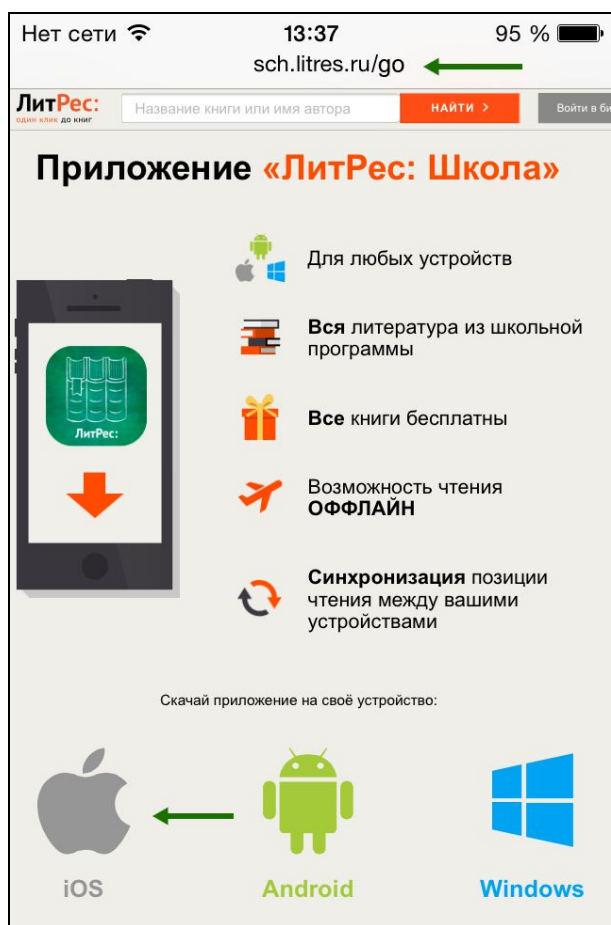 Нет сети 13:37 95 %
sch.litres.ru/go
ЛитРес: Название книги или имя автора НАЙТИ > Войти в би
один клик до книг
Приложение «ЛитРес: Школа»
Для любых устройств
Вся литература из школьной
программы
ЛитРес:
Все книги бесплатны
Возможность чтения
ОФФЛАЙН
Синхронизация позиции
чтения между вашими
устройствами
Скачай приложение на своё устройство:
iOS Android Windows